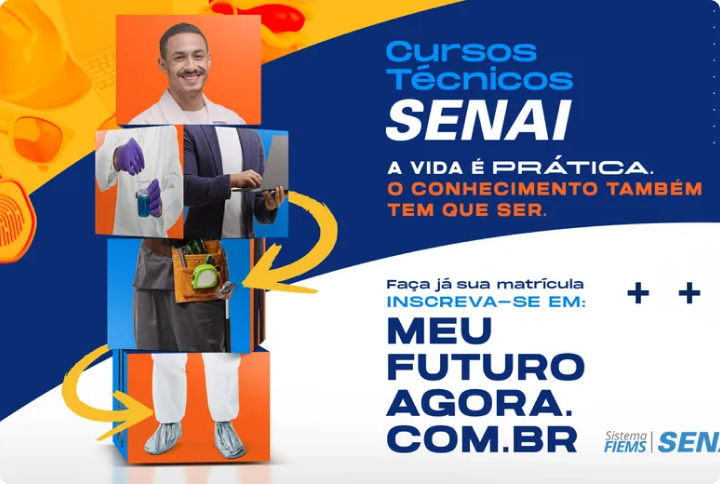 Cursos
Técnicos
SENAI
A VIDA É PRÁTICA.
O CONHECIMENTO TAMBÉM
TEM QUE SER.
Faça já sua matrícula
INSCREVA-SE EM:
MEU
FUTURO
AGORA.
COM.BR
Sistema
FIEMS
SENA